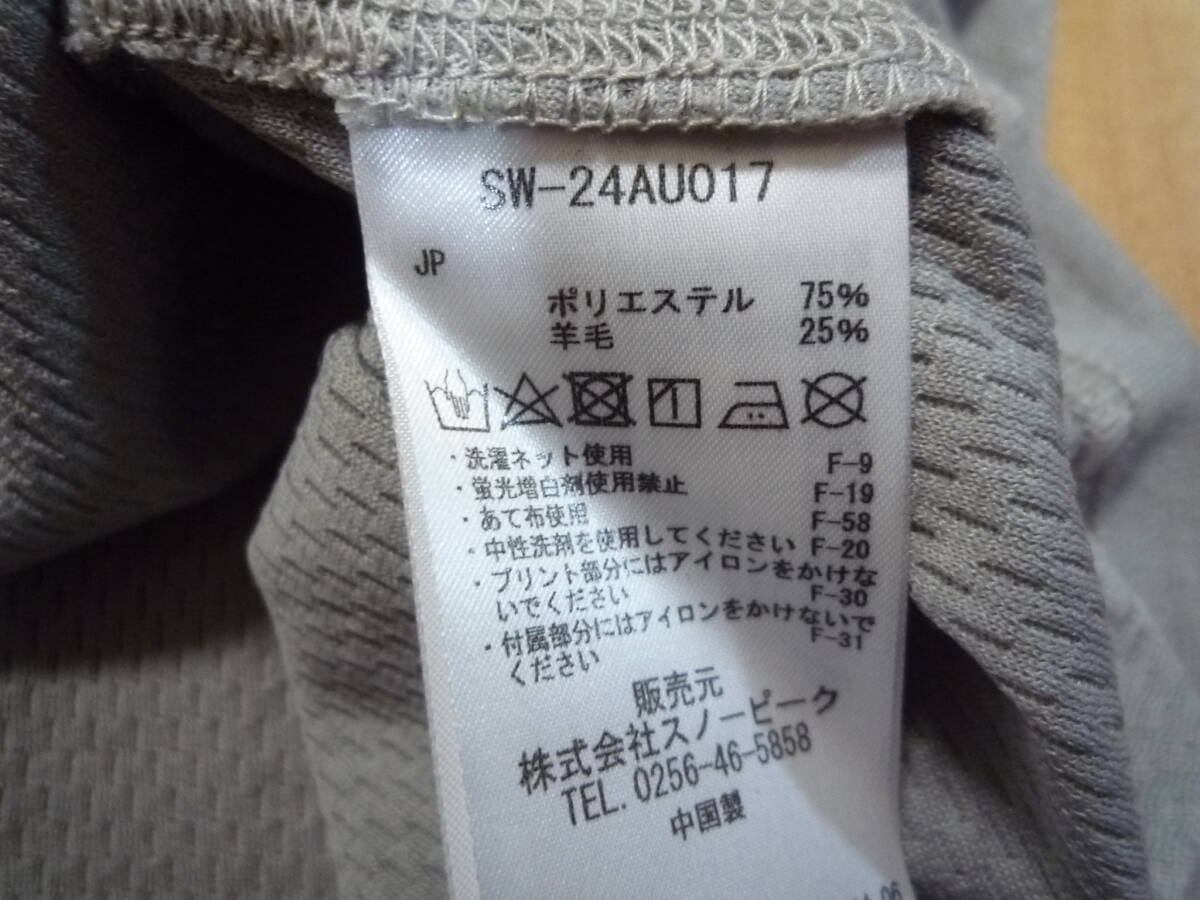 SW-24AU017
JP
ポリエステル 75%
羊毛 25%
・洗濯ネット使用 F-9
・蛍光増白剤使用禁止 F-19
・あて布使用 F-58
・中性洗剤を使用してください F-20
・プリント部分にはアイロンをかけな
いでください F-30
・付属部分にはアイロンをかけないで
ください F-31
販売元
株式会社スノーピーク
TEL. 0256-46-5858
中国製